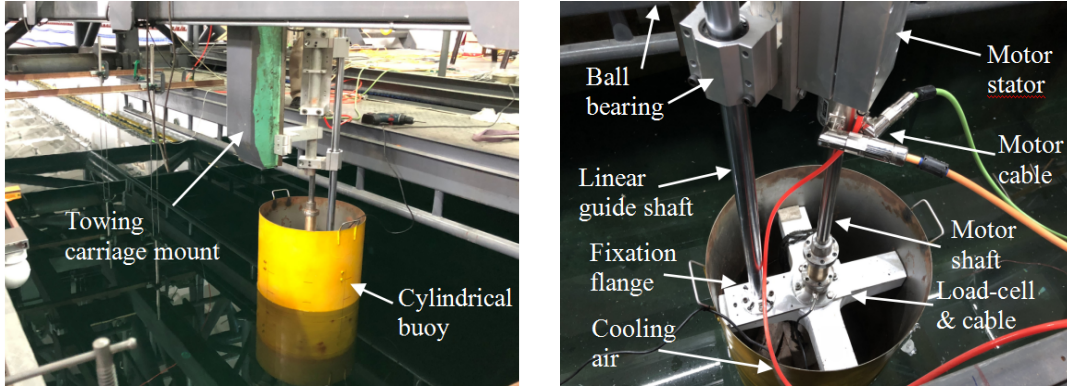 Towing
carriage mount
Cylindrical
buoy
Ball
bearing
Motor
stator
Motor
cable
Linear
guide shaft
Fixation
flange
Motor
shaft
Load-cell
& cable
Cooling
air